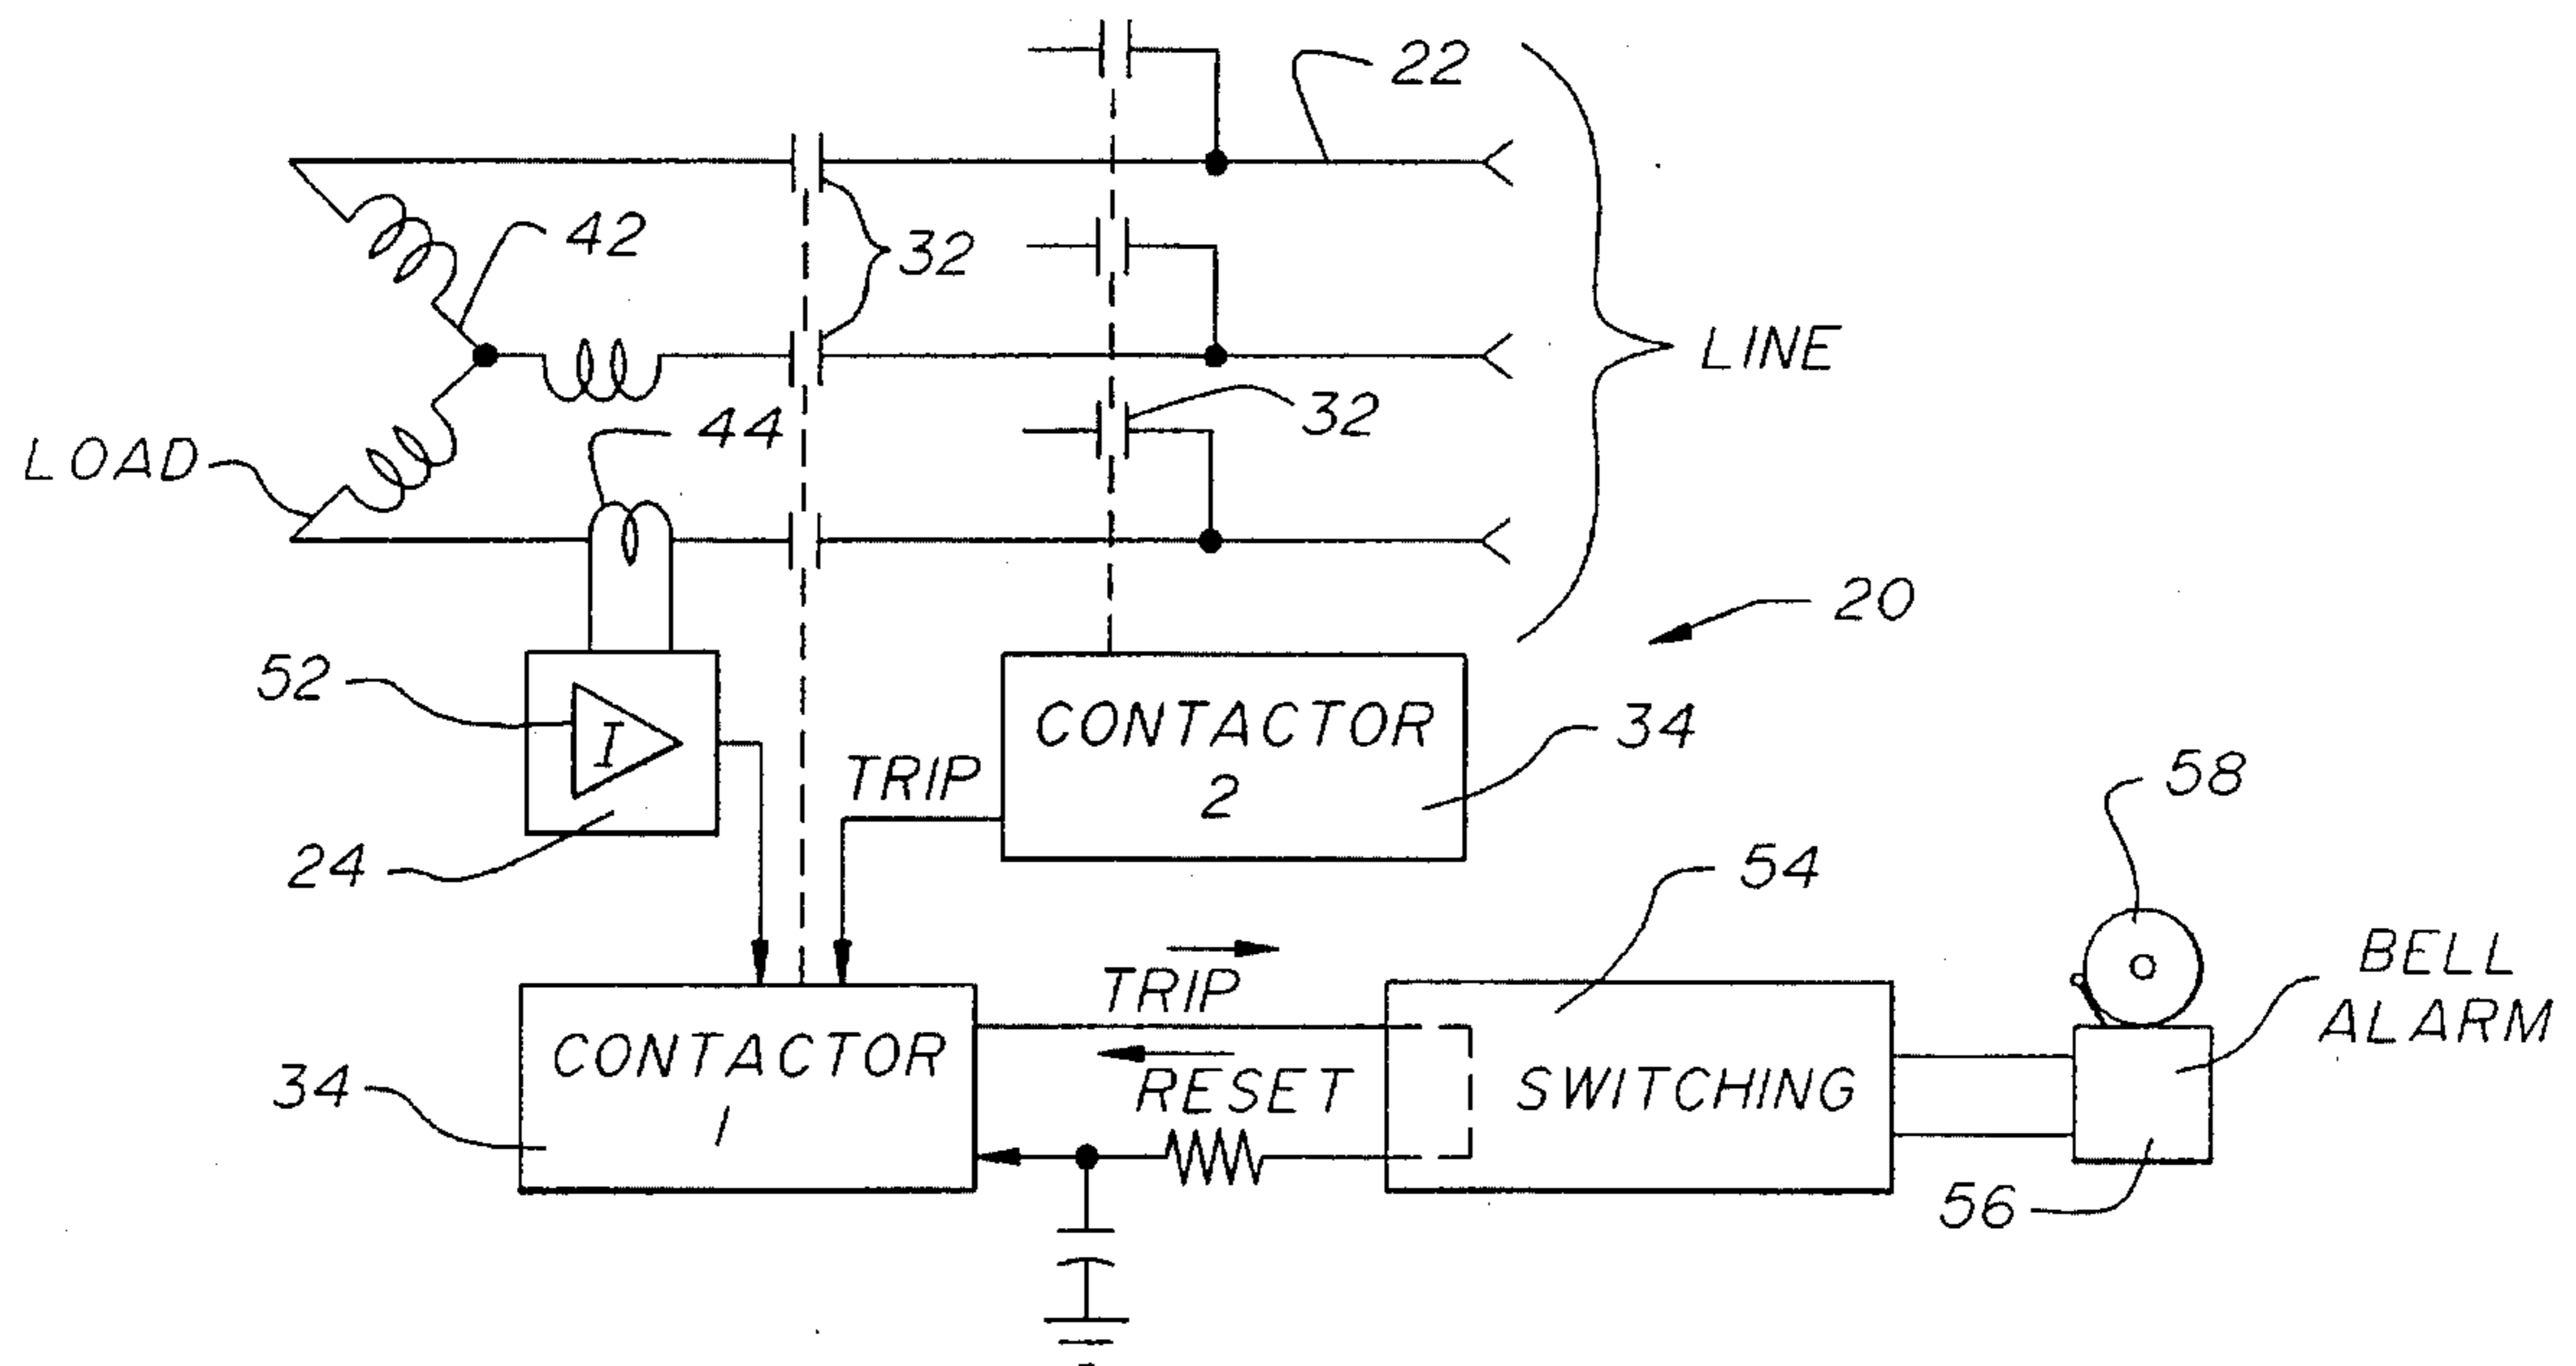 22
42
32
LINE
32
44
LOAD
20
52
I
CONTACTOR
2
34
TRIP
58
24
54
BELL
ALARM
TRIP
CONTACTOR
1
RESET
SWITCHING
34
56